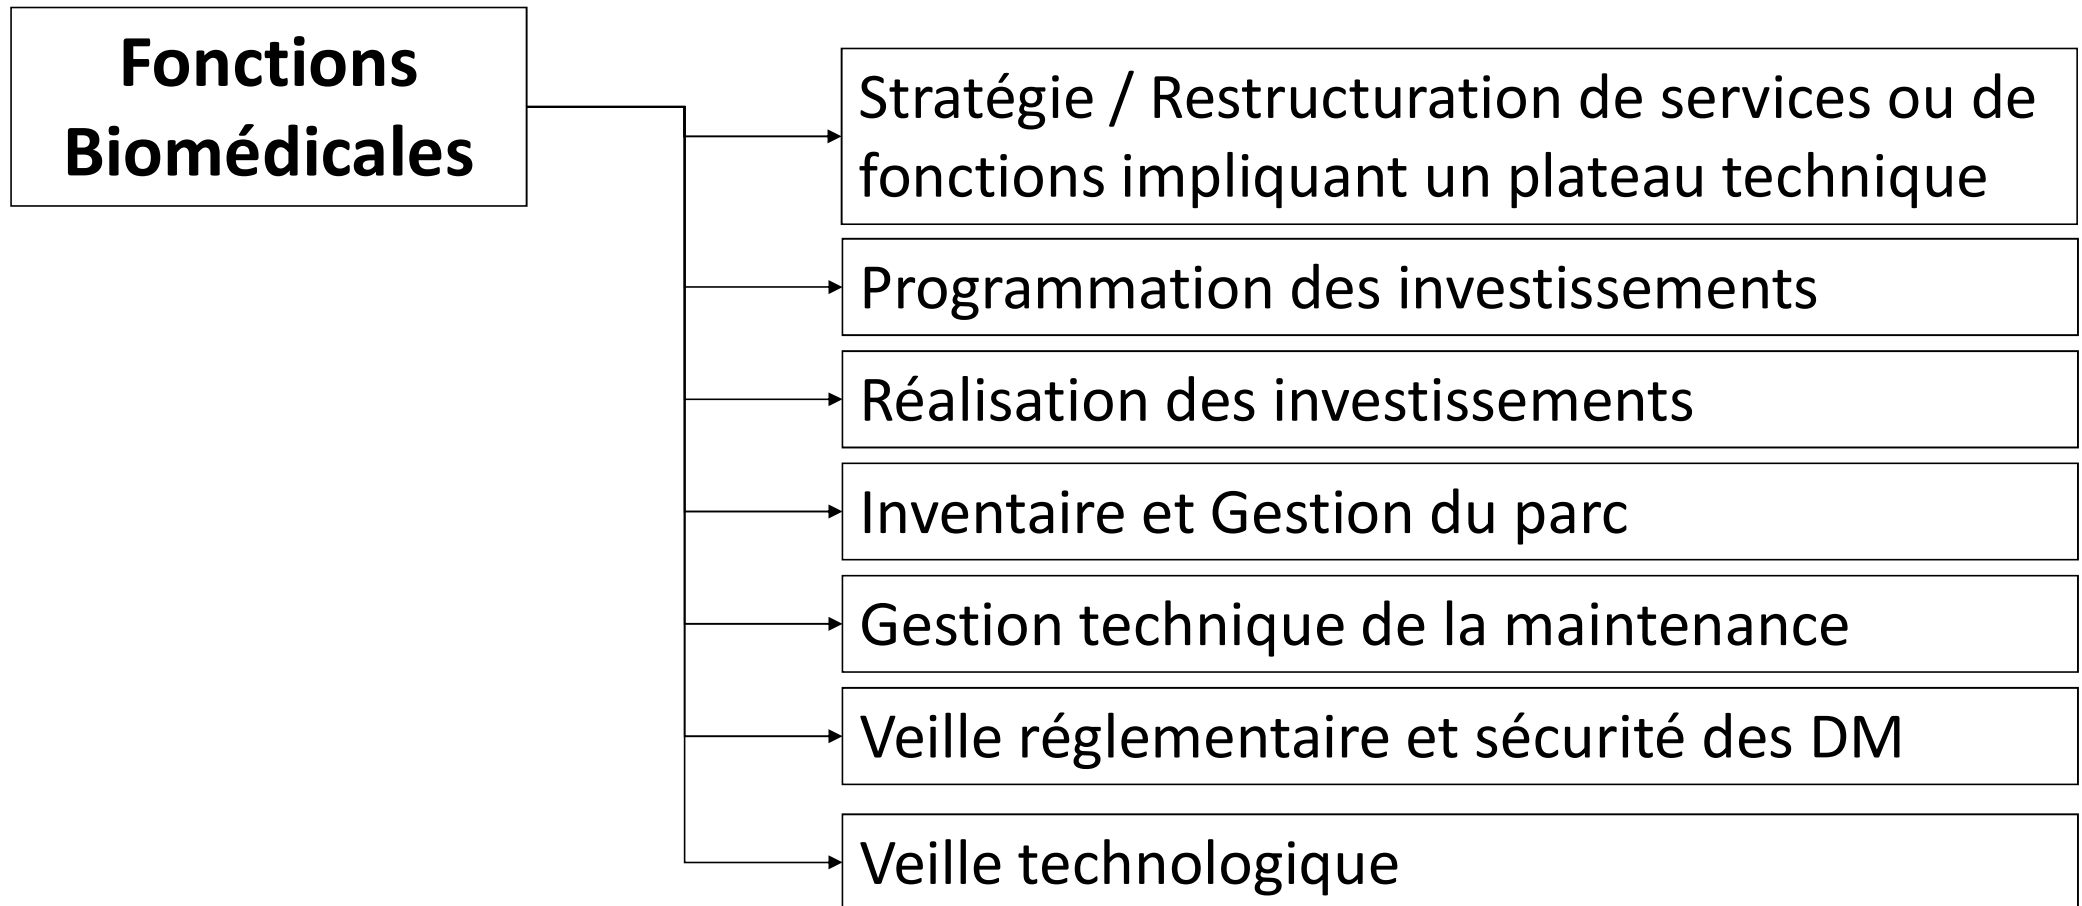 Fonctions
Biomédicales
Stratégie / Restructuration de services ou de
fonctions impliquant un plateau technique
Programmation des investissements
Réalisation des investissements
Inventaire et Gestion du parc
Gestion technique de la maintenance
Veille réglementaire et sécurité des DM
Veille technologique